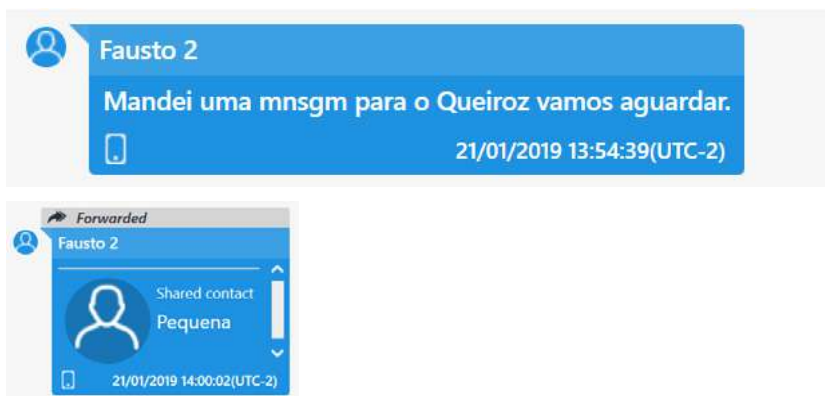 Fausto 2
Mandei uma mnsgm para o Queiroz vamos aguardar.
21/01/2019 13:54:39(UTC-2)
Forwarded
Fausto 2
Shared contact
Pequena
21/01/2019 14:00:02(UTC-2)